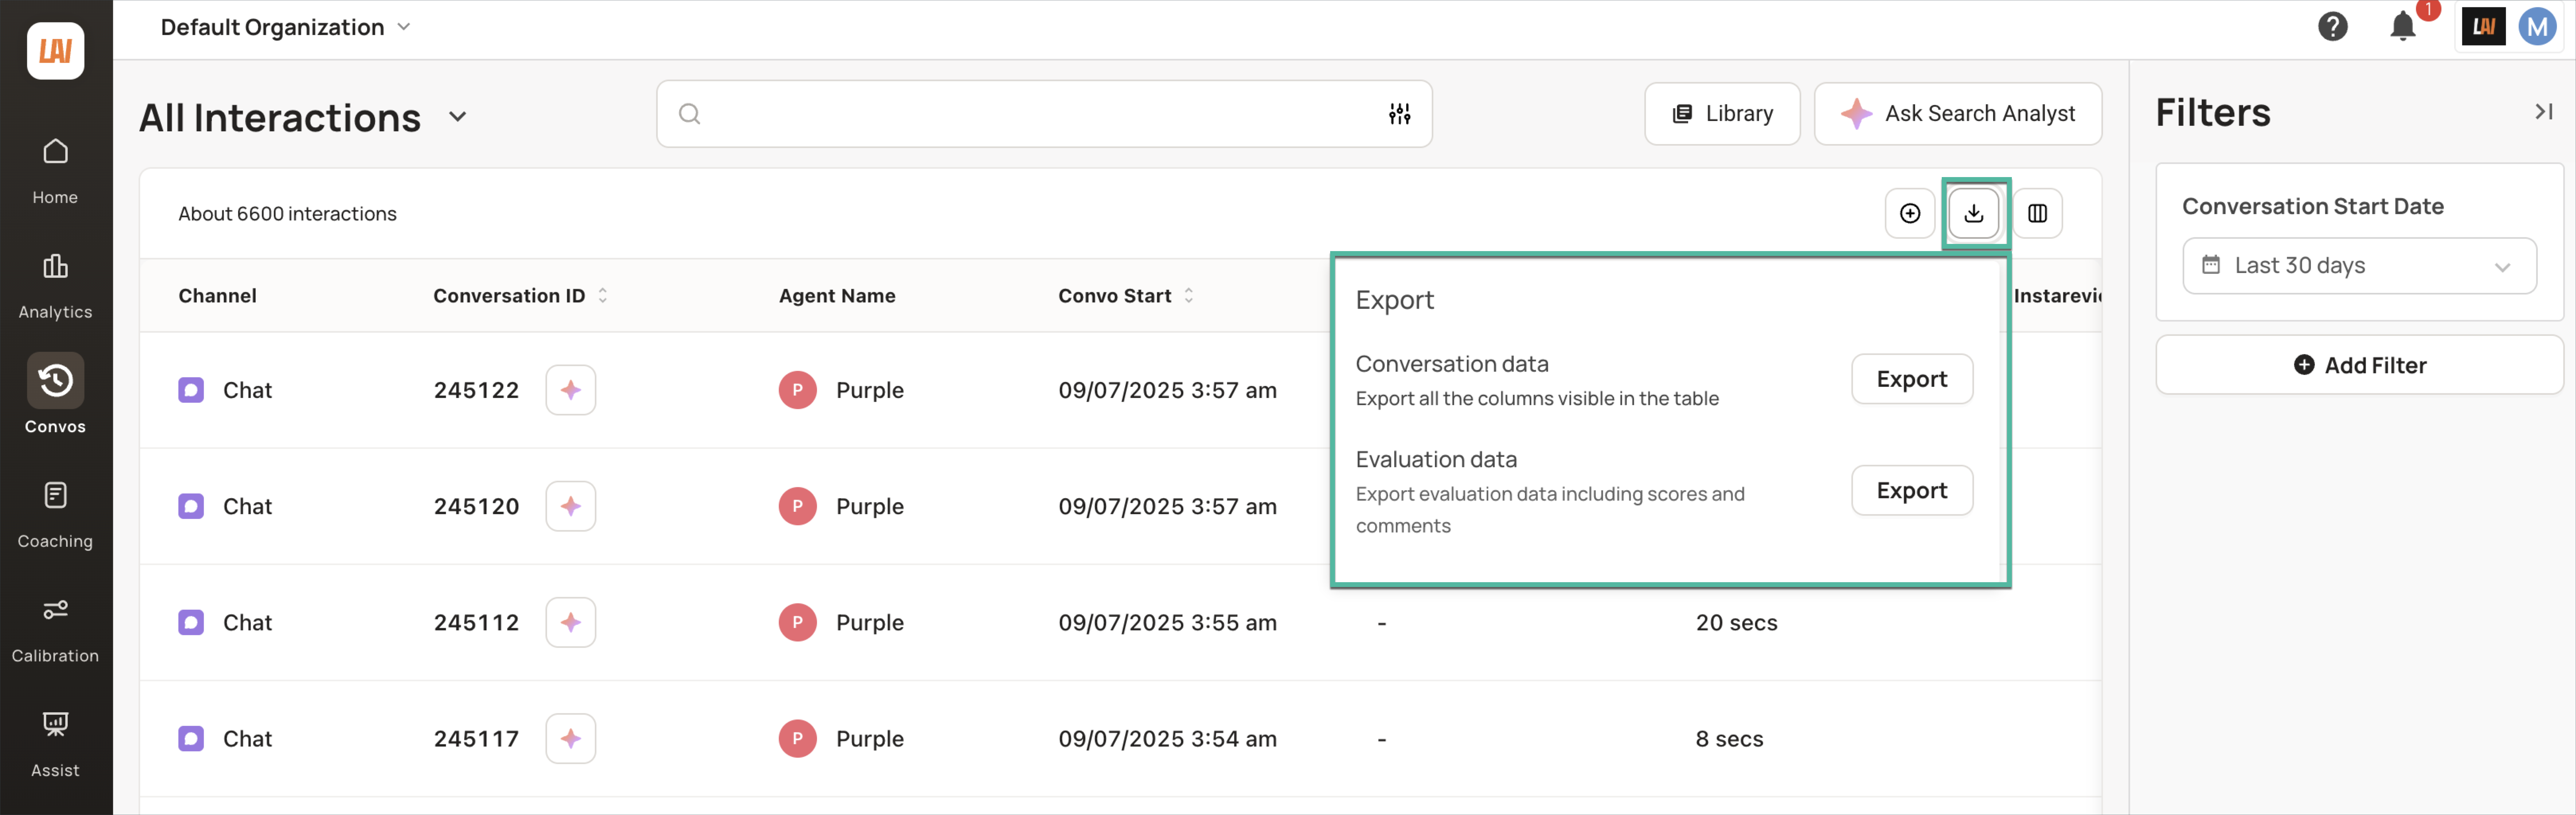 LAI
Default Organization
1
LAI
M
Home
Analytics
Convos
Coaching
Calibration
Assist
All Interactions
Library
Ask Search Analyst
About 6600 interactions
Channel
Conversation ID
Agent Name
Convo Start
Chat
245122
P
Purple
09/07/2025 3:57 am
Chat
245120
P
Purple
09/07/2025 3:57 am
Chat
245112
P
Purple
09/07/2025 3:55 am
-
20 secs
Chat
245117
P
Purple
09/07/2025 3:54 am
-
8 secs
Export
Conversation data
Export all the columns visible in the table
Export
Evaluation data
Export evaluation data including scores and
comments
Export
Filters
Conversation Start Date
Last 30 days
Add Filter